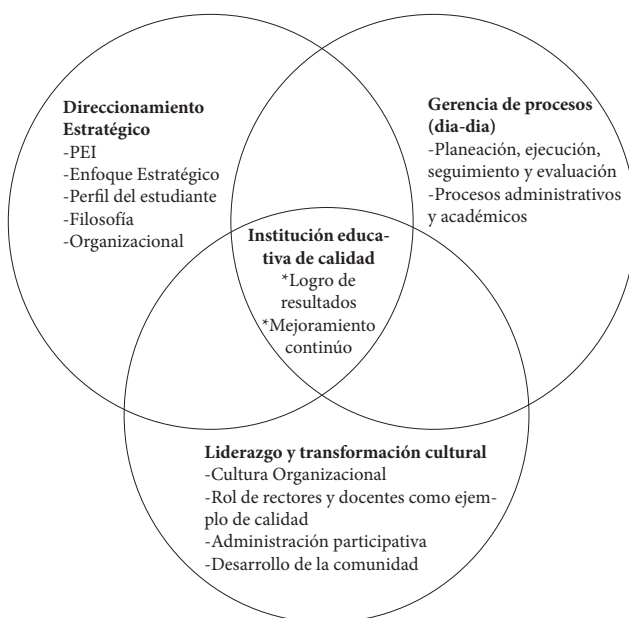 Direccionamiento
Estratégico
-PEI
-Enfoque Estratégico
-Perfil del estudiante
-Filosofía
-Organizacional
Gerencia de procesos
(dia-dia)
-Planeación, ejecución,
seguimiento y evaluación
-Procesos administrativos
y académicos
Institución educa-
tiva de calidad
*Logro de
resultados
*Mejoramiento
continúo
Liderazgo y transformación cultural
-Cultura Organizacional
-Rol de rectores y docentes como ejem-
plo de calidad
-Administración participativa
-Desarrollo de la comunidad